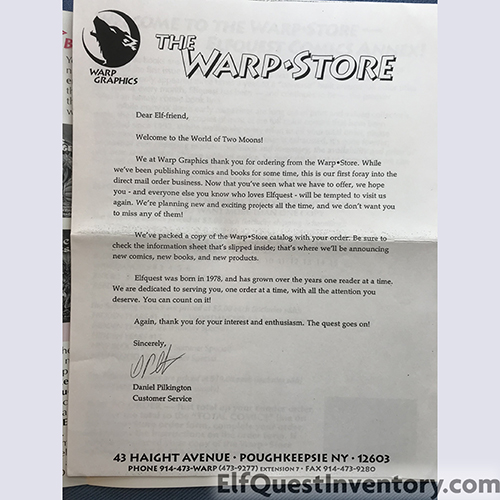 WARP
GRAPHICS
THE
WARP•STORE
Dear Elf-friend,
Welcome to the World of Two Moons!
We at Warp Graphics thank you for ordering from the Warp•Store. While
we've been publishing comics and books for some time, this is our first foray into the
direct mail order business. Now that you've seen what we have to offer, we hope
you - and everyone else you know who loves Elfquest - will be tempted to visit us
again. We're planning new and exciting projects all the time, and we don't want you
to miss any of them!
We've packed a copy of the Warp•Store catalog with your order. Be sure to
check the information sheet that's slipped inside; that's where we'll be announcing
new comics, new books, and new products.
Elfquest was born in 1978, and has grown over the years one reader at a time.
We are dedicated to serving you, one order at a time, with all the attention you
deserve. You can count on it!
Again, thank you for your interest and enthusiasm. The quest goes on!
Sincerely,
Daniel Pilkington
Customer Service
43 HAIGHT AVENUE • POUGHKEEPSIE NY • 12603
PHONE 914-473-WARP (473-9277) EXTENSION 7 • FAX 914-473-9280
ElfQuestInventory.com